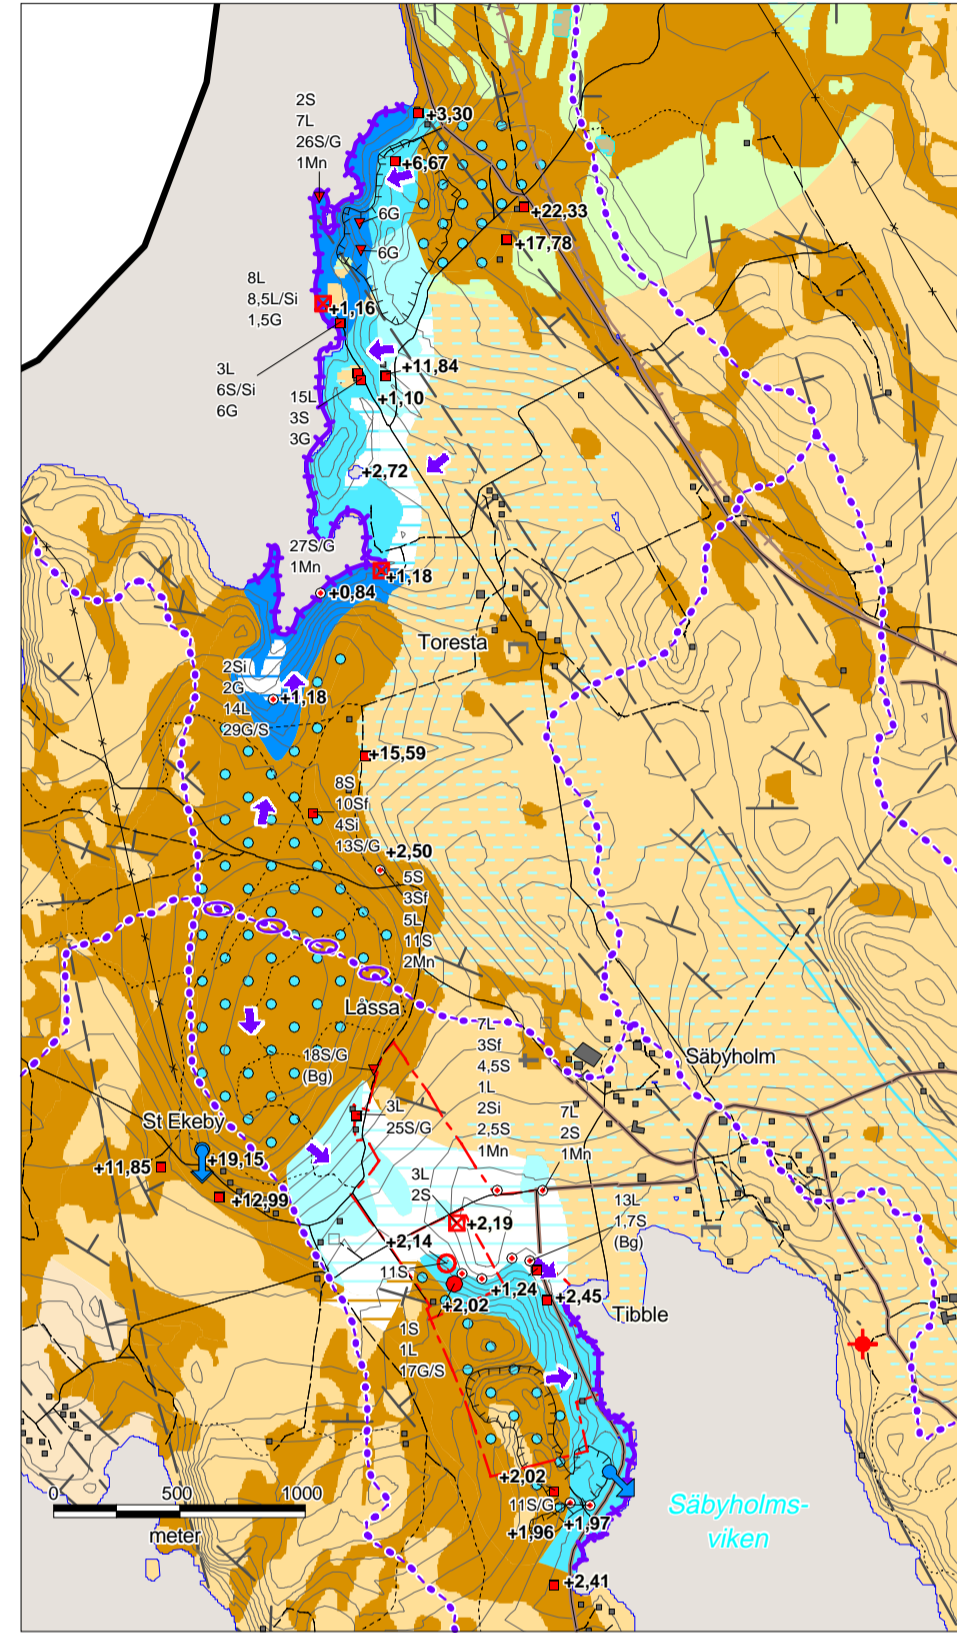 2S
7L
26S/G
1Mn
+3,30
+6,67
6G
+22,33
+17,78
6G
8L
8,5L/Si
1,5G
+1,16
3L
6S/Si
6G
+11,84
+1,10
15L
3S
3G
+2,72
27S/G
1Mn
+1,18
+0,84
Toresta
2Si
2G
14L
29G/S
+1,18
+15,59
8S
10Sf
4Si
13S/G
+2,50
5S
3Sf
5L
11S
2Mn
Låssa
7L
3Sf
4,5S
1L
2Si
2,5S
1Mn
Säbyholm
18S/G
(Bg)
3L
25S/G
7L
2S
1Mn
St Ekeby
+19,15
+11,85
+12,99
3L
2S
13L
1,7S
(Bg)
+2,19
+2,14
11S
+1,24
+2,02
+2,45
Tibble
1S
1L
17G/S
+2,02
11S/G
+1,96
+1,97
0 500 1000
meter
Säbyholms-
viken
+2,41